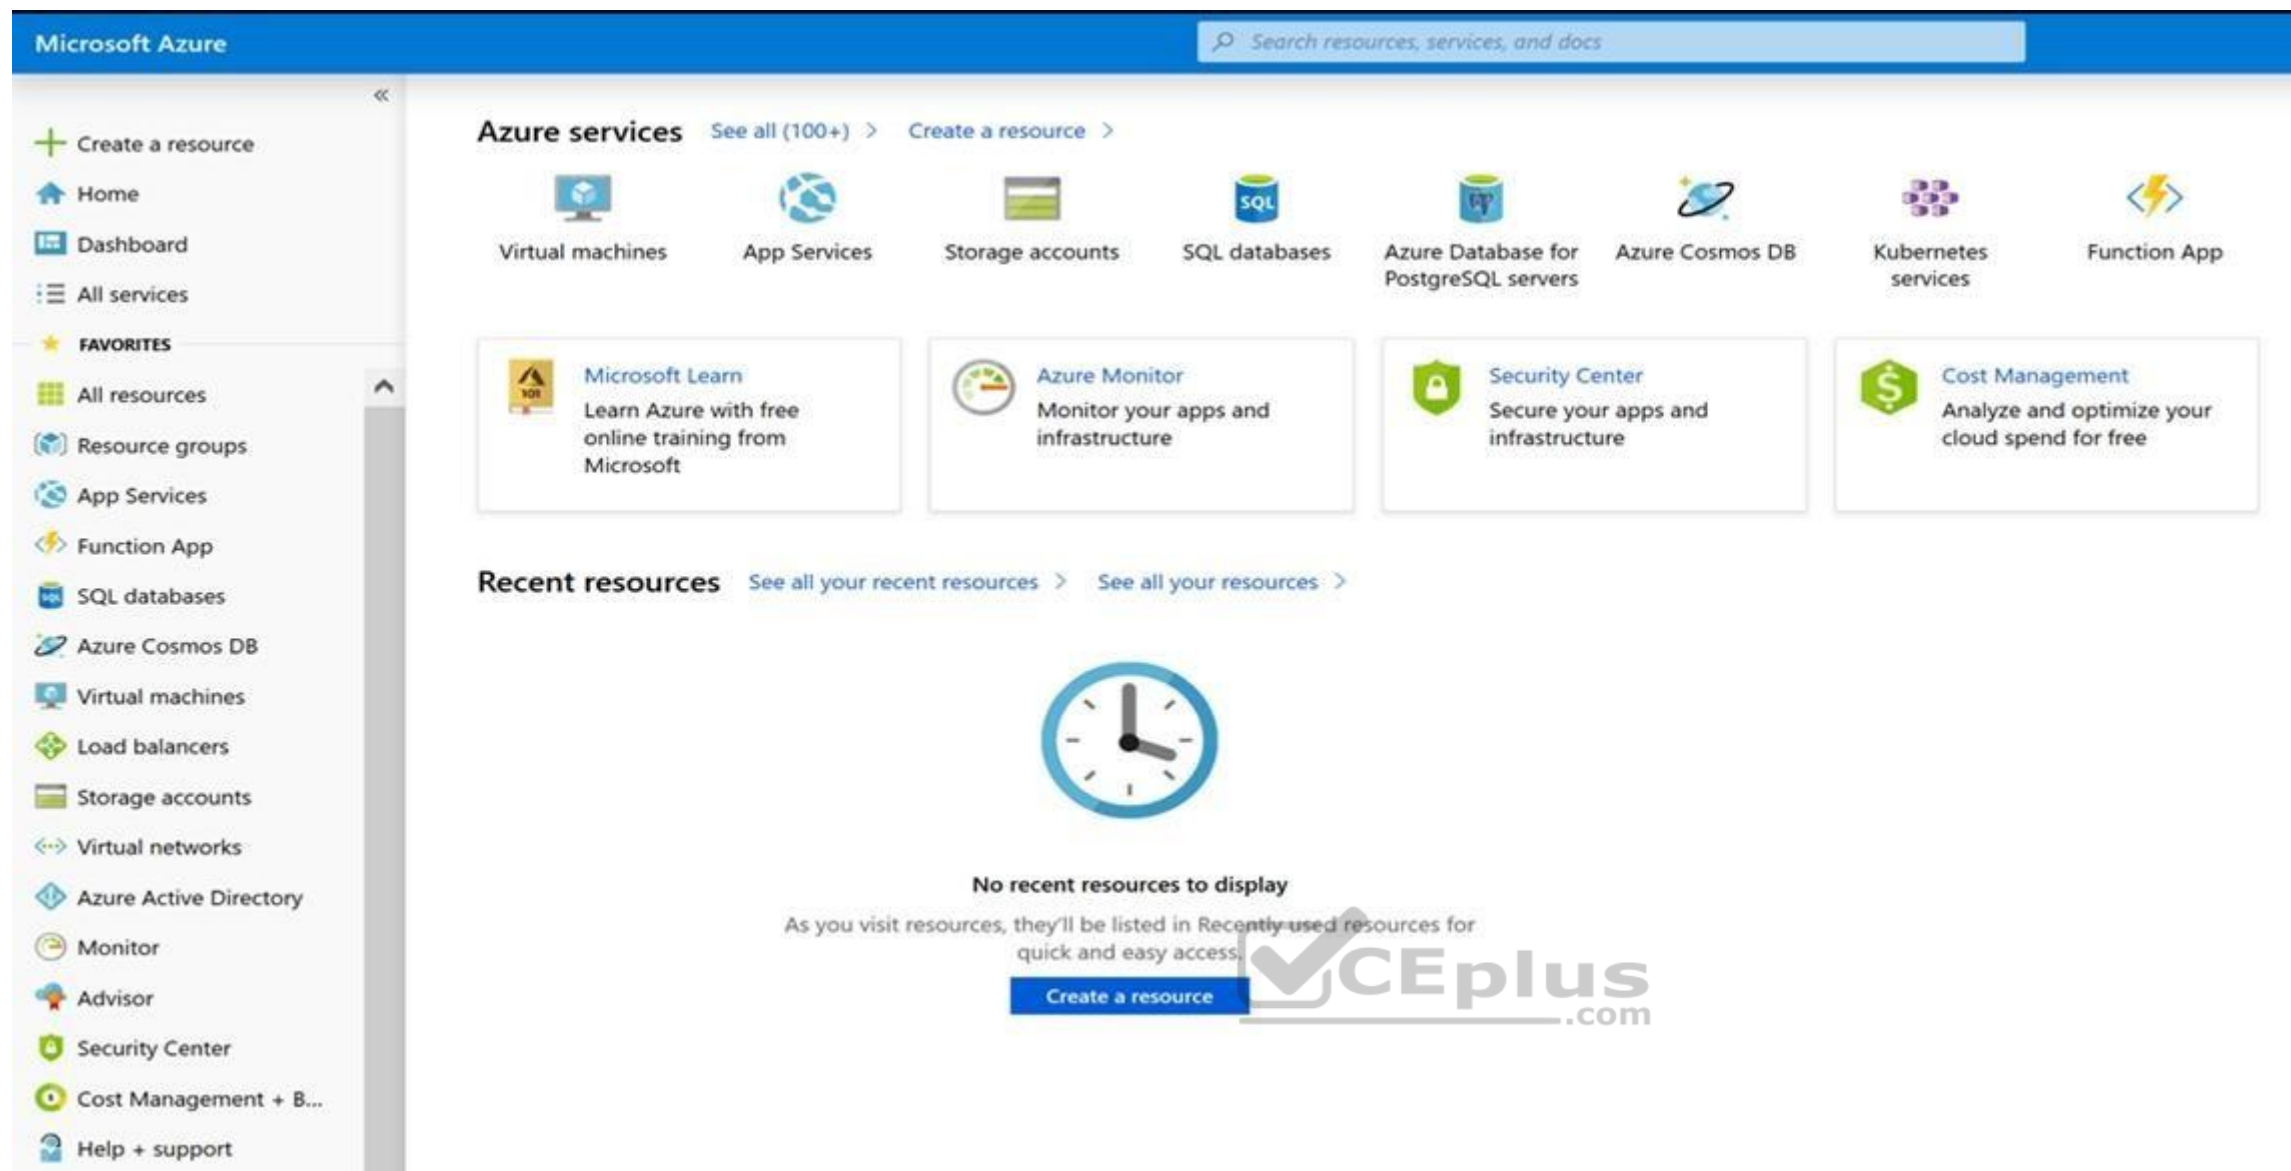 Microsoft Azure
Search resources, services, and docs
«
Create a resource
Home
Dashboard
All services
FAVORITES
All resources
Resource groups
App Services
Function App
SQL databases
Azure Cosmos DB
Virtual machines
Load balancers
Storage accounts
Virtual networks
Azure Active Directory
Monitor
Advisor
Security Center
Cost Management + B...
Help + support
Azure services See all (100+) > Create a resource >
Virtual machines
App Services
Storage accounts
SQL
SQL databases
Azure Database for
PostgreSQL servers
Azure Cosmos DB
Kubernetes
services
Function App
101
Microsoft Learn
Learn Azure with free
online training from
Microsoft
Azure Monitor
Monitor your apps and
infrastructure
Security Center
Secure your apps and
infrastructure
$
Cost Management
Analyze and optimize your
cloud spend for free
Recent resources See all your recent resources > See all your resources >
No recent resources to display
As you visit resources, they'll be listed in Recently used resources for
quick and easy access.
Create a resource
CEplus
.com